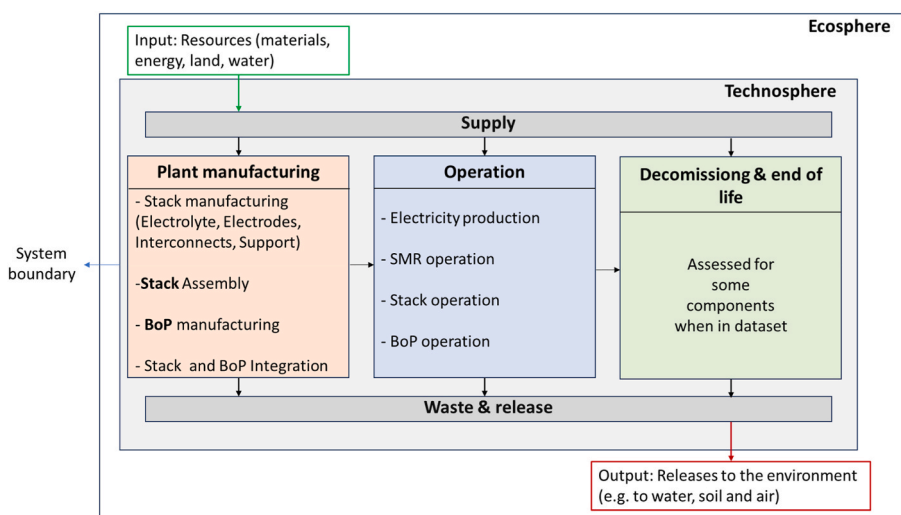 Ecosphere
Input: Resources (materials,
energy, land, water)
Technosphere
Supply
Plant manufacturing
- Stack manufacturing
(Electrolyte, Electrodes,
Interconnects, Support)
-Stack Assembly
- BoP manufacturing
- Stack and BoP Integration
Operation
- Electricity production
- SMR operation
- Stack operation
- BoP operation
Decomissiong & end of
life
Assessed for
some
components
when in dataset
System
boundary
Waste & release
Output: Releases to the environment
(e.g. to water, soil and air)